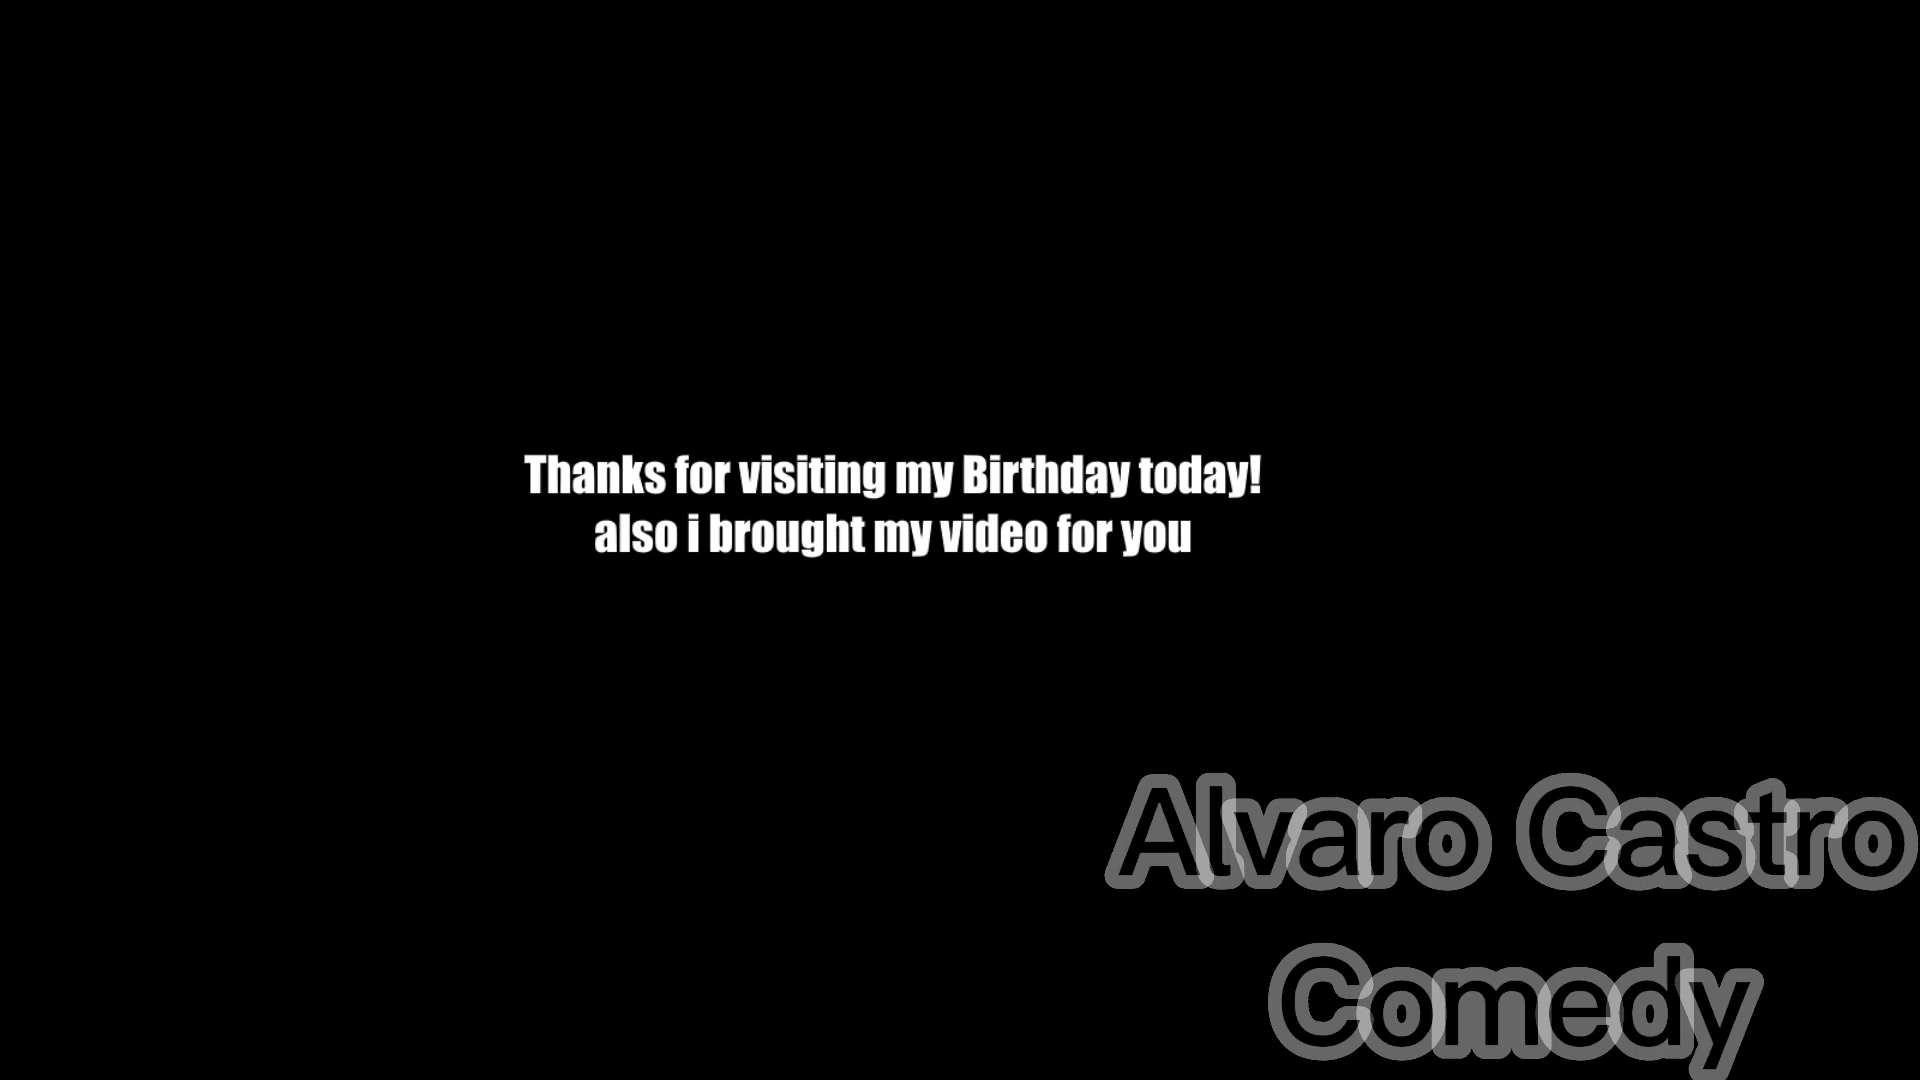 Thanks for visiting my Birthday today!
also i brought my video for you
Alvaro Castro
Comedy